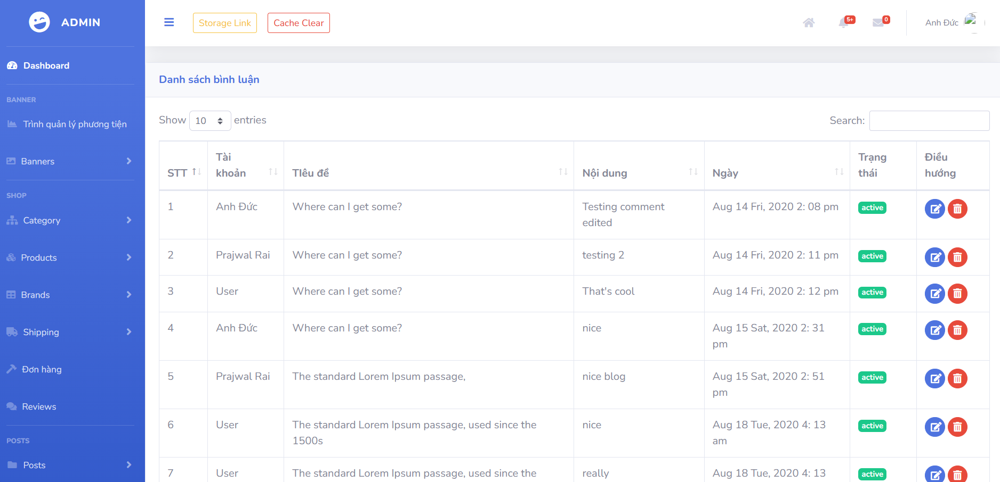 ADMIN
Dashboard
BANNER
Trình quản lý phương tiện
Banners
SHOP
Category
Products
Brands
Shipping
Đơn hàng
Reviews
POSTS
Posts
Storage Link
Cache Clear
5+
0
Anh Đức
Danh sách bình luận
Show 10 entries
Search:
STT
Tài
khoản
TIêu đề
Nội dung
Ngày
Trạng
thái
Điều
hướng
1
Anh Đức
Where can I get some?
Testing comment
edited
Aug 14 Fri, 2020 2: 08 pm
active
2
Prajwal Rai
Where can I get some?
testing 2
Aug 14 Fri, 2020 2: 11 pm
active
3
User
Where can I get some?
That's cool
Aug 14 Fri, 2020 2: 12 pm
active
4
Anh Đức
Where can I get some?
nice
Aug 15 Sat, 2020 2: 31
pm
active
5
Prajwal Rai
The standard Lorem Ipsum passage,
nice blog
Aug 15 Sat, 2020 2: 51
pm
active
6
User
The standard Lorem Ipsum passage, used since the
1500s
nice
Aug 18 Tue, 2020 4: 13
am
active
7
User
The standard Lorem Ipsum passage, used since the
really
Aug 18 Tue, 2020 4: 13
active